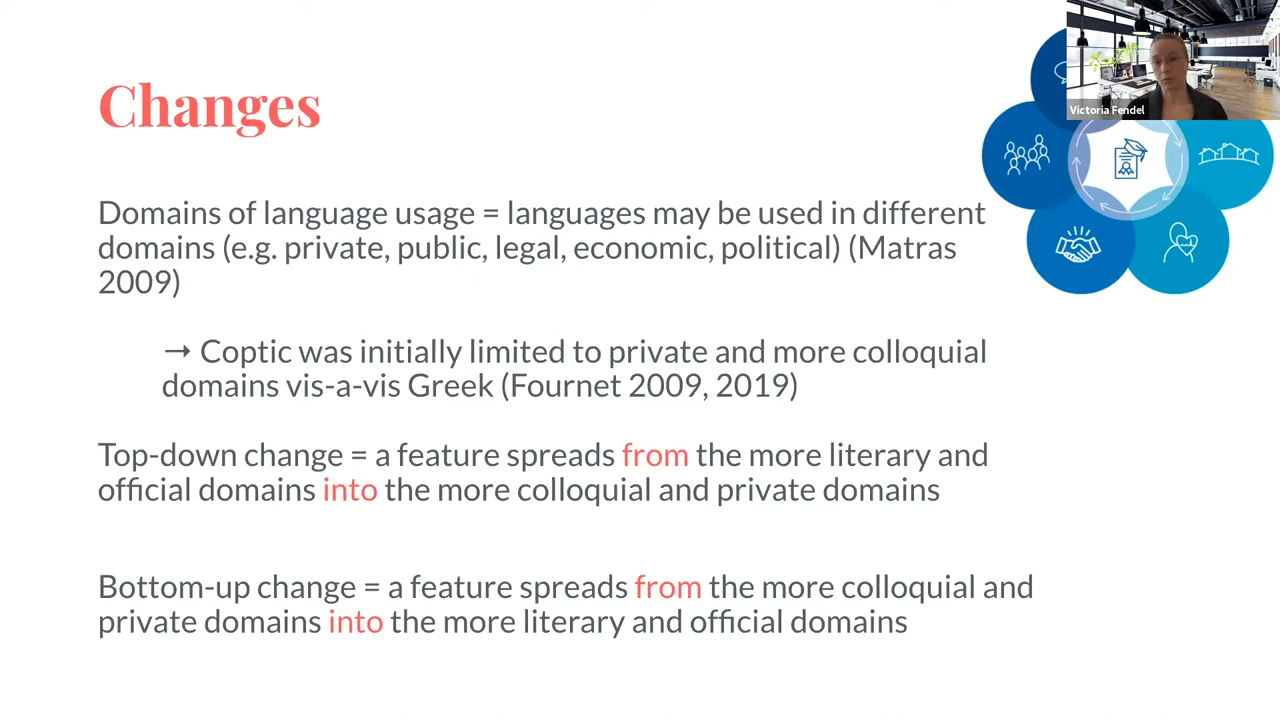 Changes
Victoria Fendel
Domains of language usage = languages may be used in different
domains (e.g. private, public, legal, economic, political) (Matras
2009)
→ Coptic was initially limited to private and more colloquial
domains vis-a-vis Greek (Fournet 2009, 2019)
Top-down change = a feature spreads from the more literary and
official domains into the more colloquial and private domains
Bottom-up change = a feature spreads from the more colloquial and
private domains into the more literary and official domains